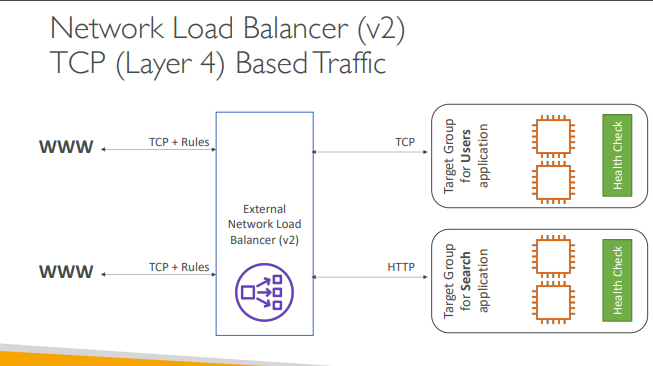 Network Load Balancer (v2)
TCP (Layer 4) Based Traffic
WWW
TCP + Rules
External
Network Load
Balancer (v2)
TCP
Target Group
for Users
application
Health Check
WWW
TCP + Rules
HTTP
Target Group
for Search
application
Health Check